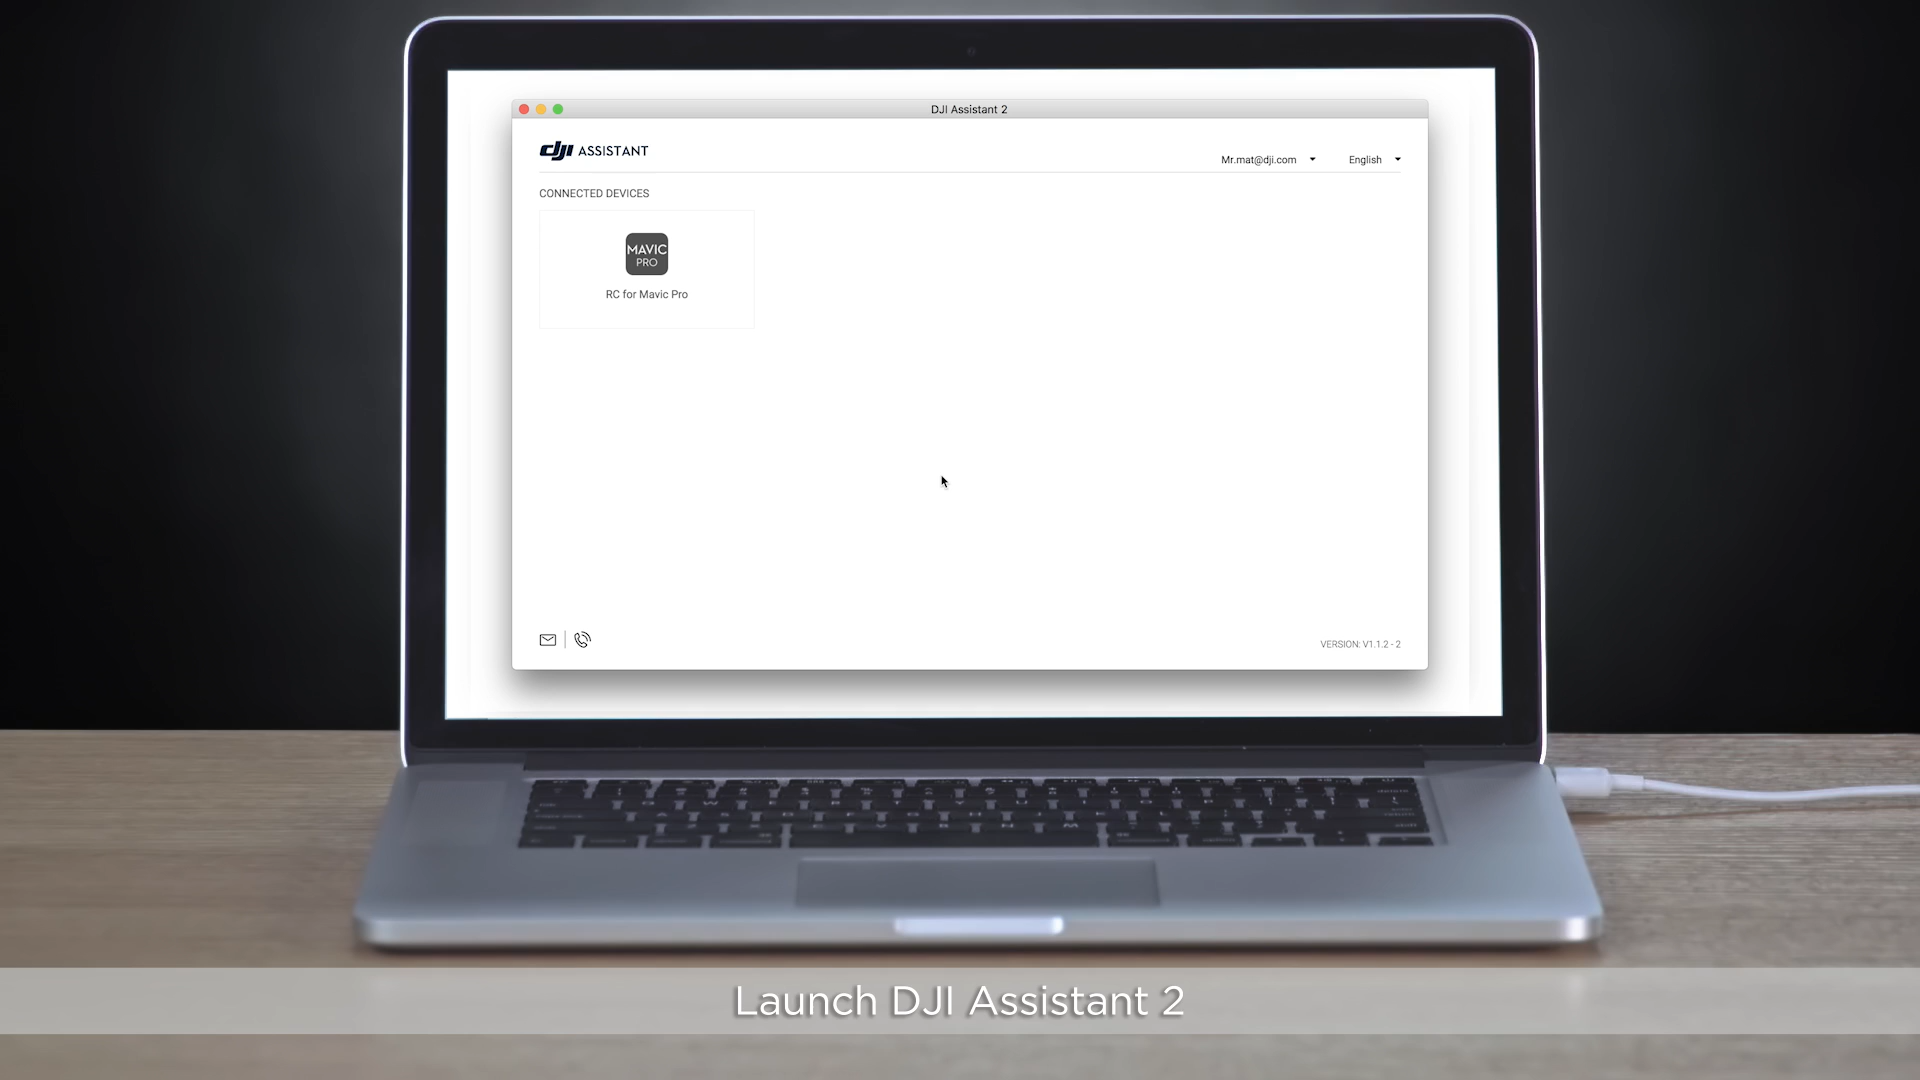 DJI Assistant 2
dji ASSISTANT
Mr.mat@dji.com
English
CONNECTED DEVICES
MAVIC
PRO
RC for Mavic Pro
VERSION: V1.1.2 - 2
Launch DJI Assistant 2